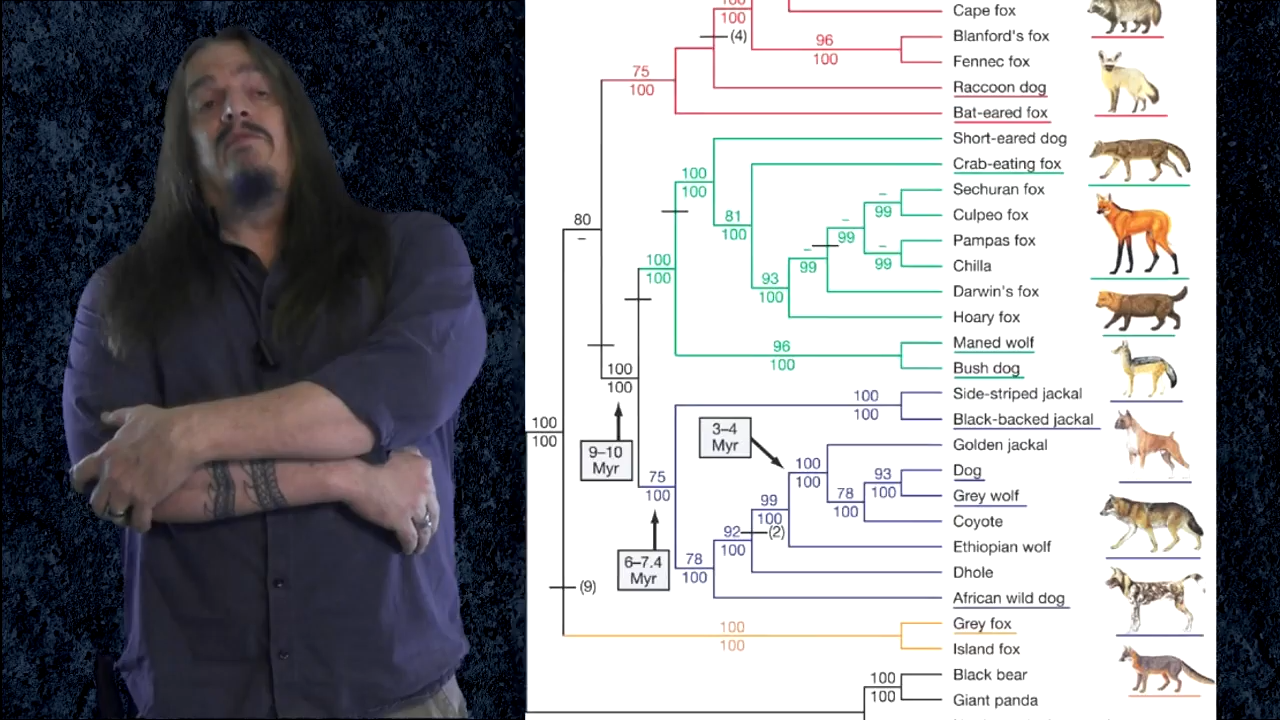 100
100
Cape fox
(4)
Blanford's fox
96
100
Fennec fox
75
100
Raccoon dog
Bat-eared fox
Short-eared dog
100
100
Crab-eating fox
Sechuran fox
–
99
81
100
Culpeo fox
–
99
80
–
Pampas fox
–
99
100
100
Chilla
–
99
93
100
Darwin's fox
Hoary fox
Maned wolf
96
100
Bush dog
100
100
Side-striped jackal
100
100
Black-backed jackal
100
100
3–4
Myr
Golden jackal
9–10
Myr
100
100
Dog
93
100
75
100
Grey wolf
78
100
99
100
Coyote
92
100
(2)
Ethiopian wolf
6–7.4
Myr
78
100
Dhole
(9)
African wild dog
Grey fox
100
100
Island fox
Black bear
100
100
Giant panda